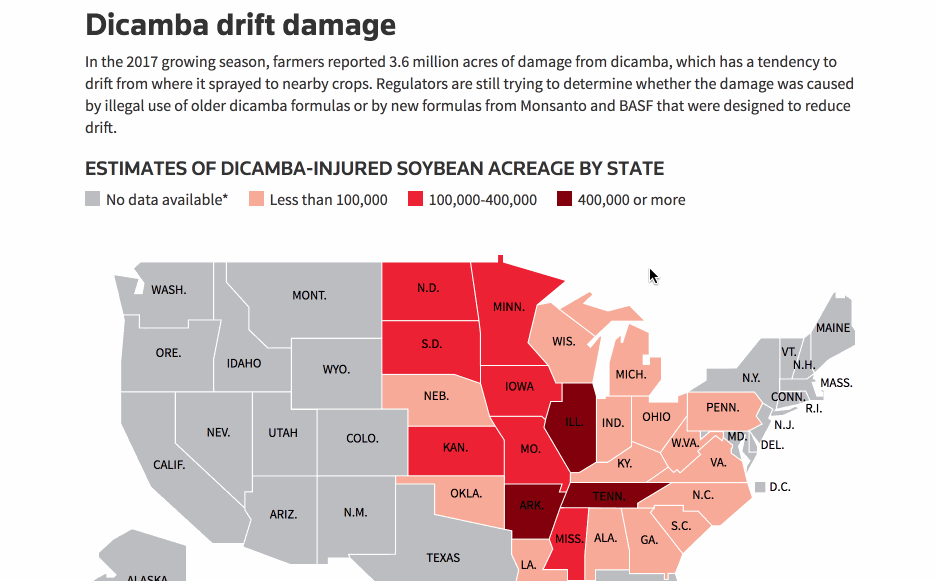 Dicamba drift damage
In the 2017 growing season, farmers reported 3.6 million acres of damage from dicamba, which has a tendency to
drift from where it sprayed to nearby crops. Regulators are still trying to determine whether the damage was caused
by illegal use of older dicamba formulas or by new formulas from Monsanto and BASF that were designed to reduce
drift.
ESTIMATES OF DICAMBA-INJURED SOYBEAN ACREAGE BY STATE
No data available* Less than 100,000 100,000-400,000 400,000 or more
WASH.
MONT.
N.D.
MINN.
MAINE
ORE.
IDAHO
WYO.
S.D.
WIS.
VT.
N.H.
N.Y.
MICH.
MASS.
IOWA
NEB.
CONN.
R.I.
PENN.
OHIO
ILL.
IND.
N.J.
NEV.
UTAH
COLO.
KAN.
MO.
W.VA.
MD.
DEL.
CALIF.
KY.
VA.
D.C.
OKLA.
TENN.
N.C.
ARIZ.
N.M.
ARK.
S.C.
MISS.
ALA.
GA.
TEXAS
LA.
ALASKA